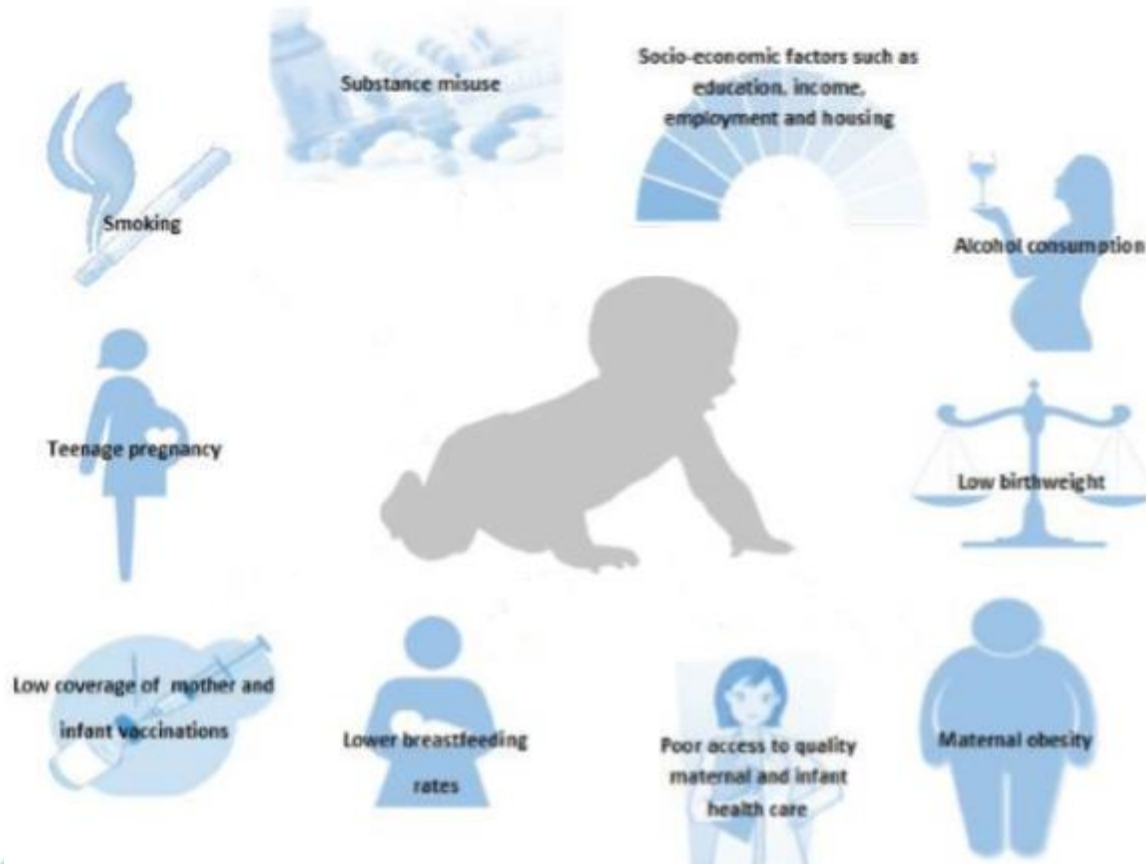 Substance misuse
Socio-economic factors such as
education, income,
employment and housing
Smoking
Alcohol consumption
Teenage pregnancy
Low birthweight
Low coverage of mother and
infant vaccinations
Lower breastfeeding
rates
Poor access to quality
maternal and infant
health care
Maternal obesity